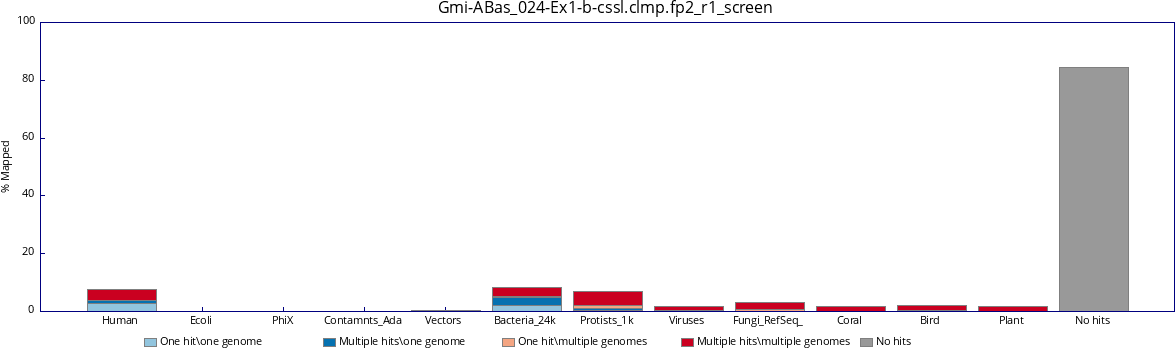 Gmi-ABas_024-Ex1-b-cssl.clmp.fp2_r1_screen
100
80
60
40
20
0
% Mapped
Human Ecoli PhiX Contamnts_Ada Vectors Bacteria_24k Protists_1k Viruses Fungi_RefSeq_ Coral Bird Plant No hits
One hit\one genome Multiple hits\one genome One hit\multiple genomes Multiple hits\multiple genomes No hits